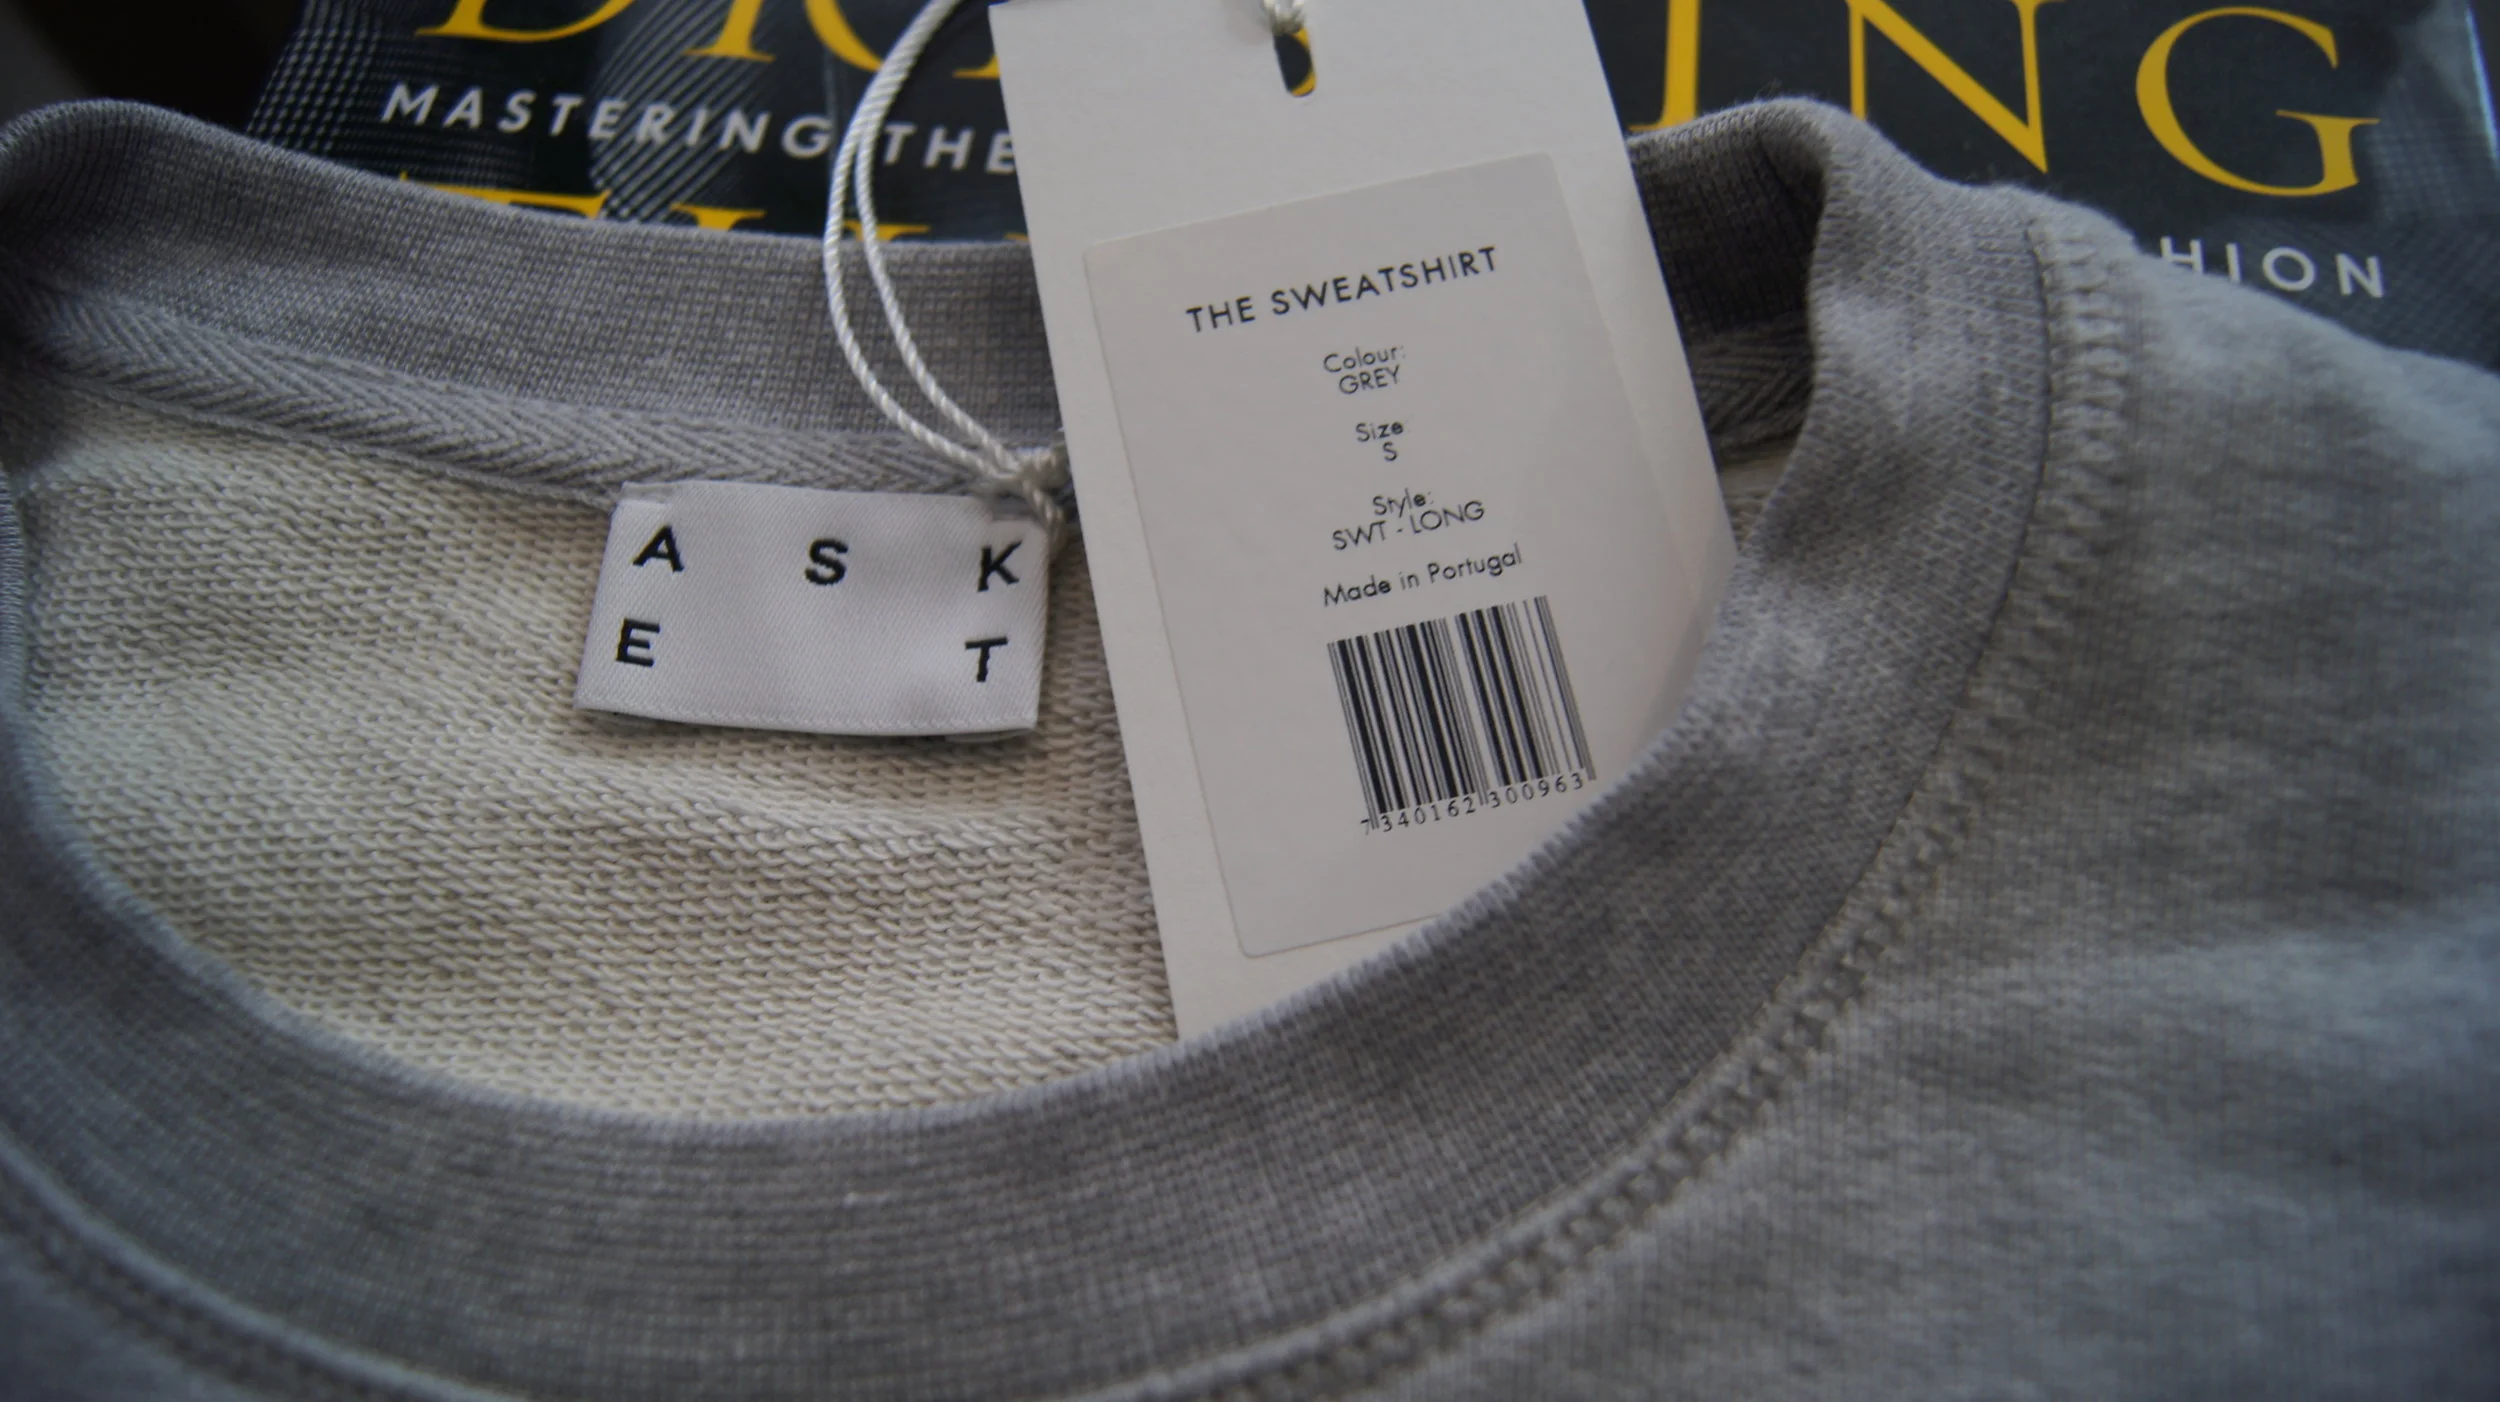 MASTERING THE
HION
A S K
E T
THE SWEATSHIRT
Colour:
GREY
Size
S
Style:
SWT - LONG
Made in Portugal
7340162300963